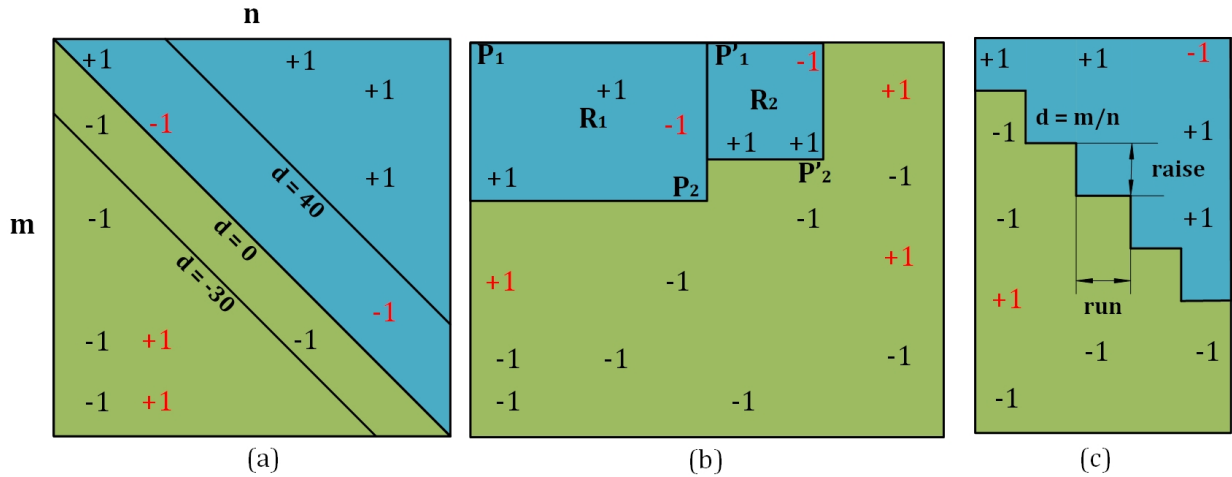 n
m
+1 +1
+1
-1 -1
+1
-1
d = 40
d = 0
d = -30
-1
-1 +1 -1
-1 +1
(a)
P1 P'1 -1
+1 R2 +1
R1 -1
+1 +1
+1 P2 P'2 -1
-1
+1
+1 -1
-1 -1 -1
-1 -1
(b)
+1 +1 -1
-1 d = m/n +1
raise
-1 +1
+1 run
-1 -1
-1
(c)